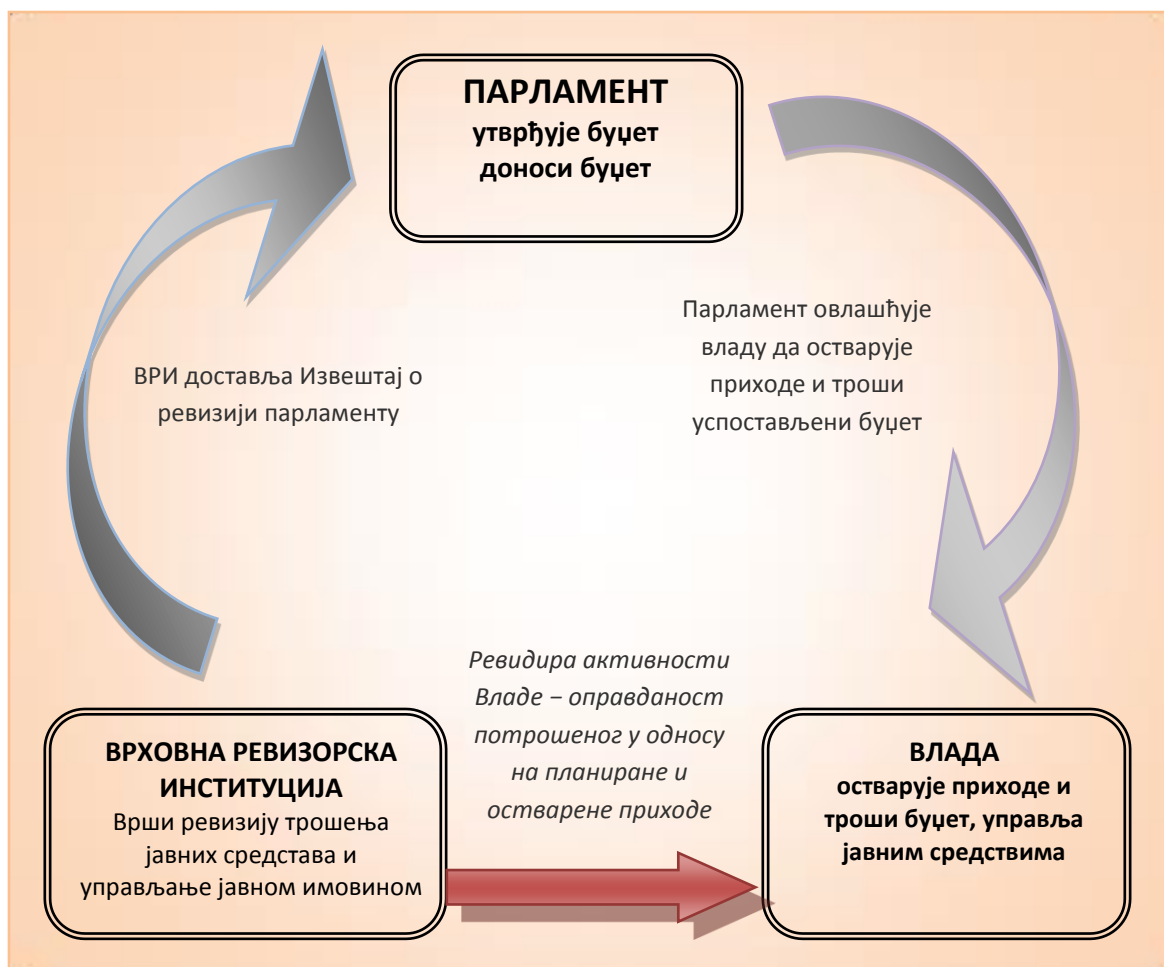 ПАРЛАМЕНТ
утврђује буџет
доноси буџет
Парламент овлашћује
владу да остварује
приходе и троши
успостављени буџет
ВРИ доставља Извештај о
ревизији парламенту
Ревидира активности
Владе – оправданост
потрошеног у односу
на планиране и
остварене приходе
ВРХОВНА РЕВИЗОРСКА
ИНСТИТУЦИЈА
Врши ревизију трошења
јавних средстава и
управљање јавном имовином
ВЛАДА
остварује приходе и
троши буџет, управља
јавним средствима